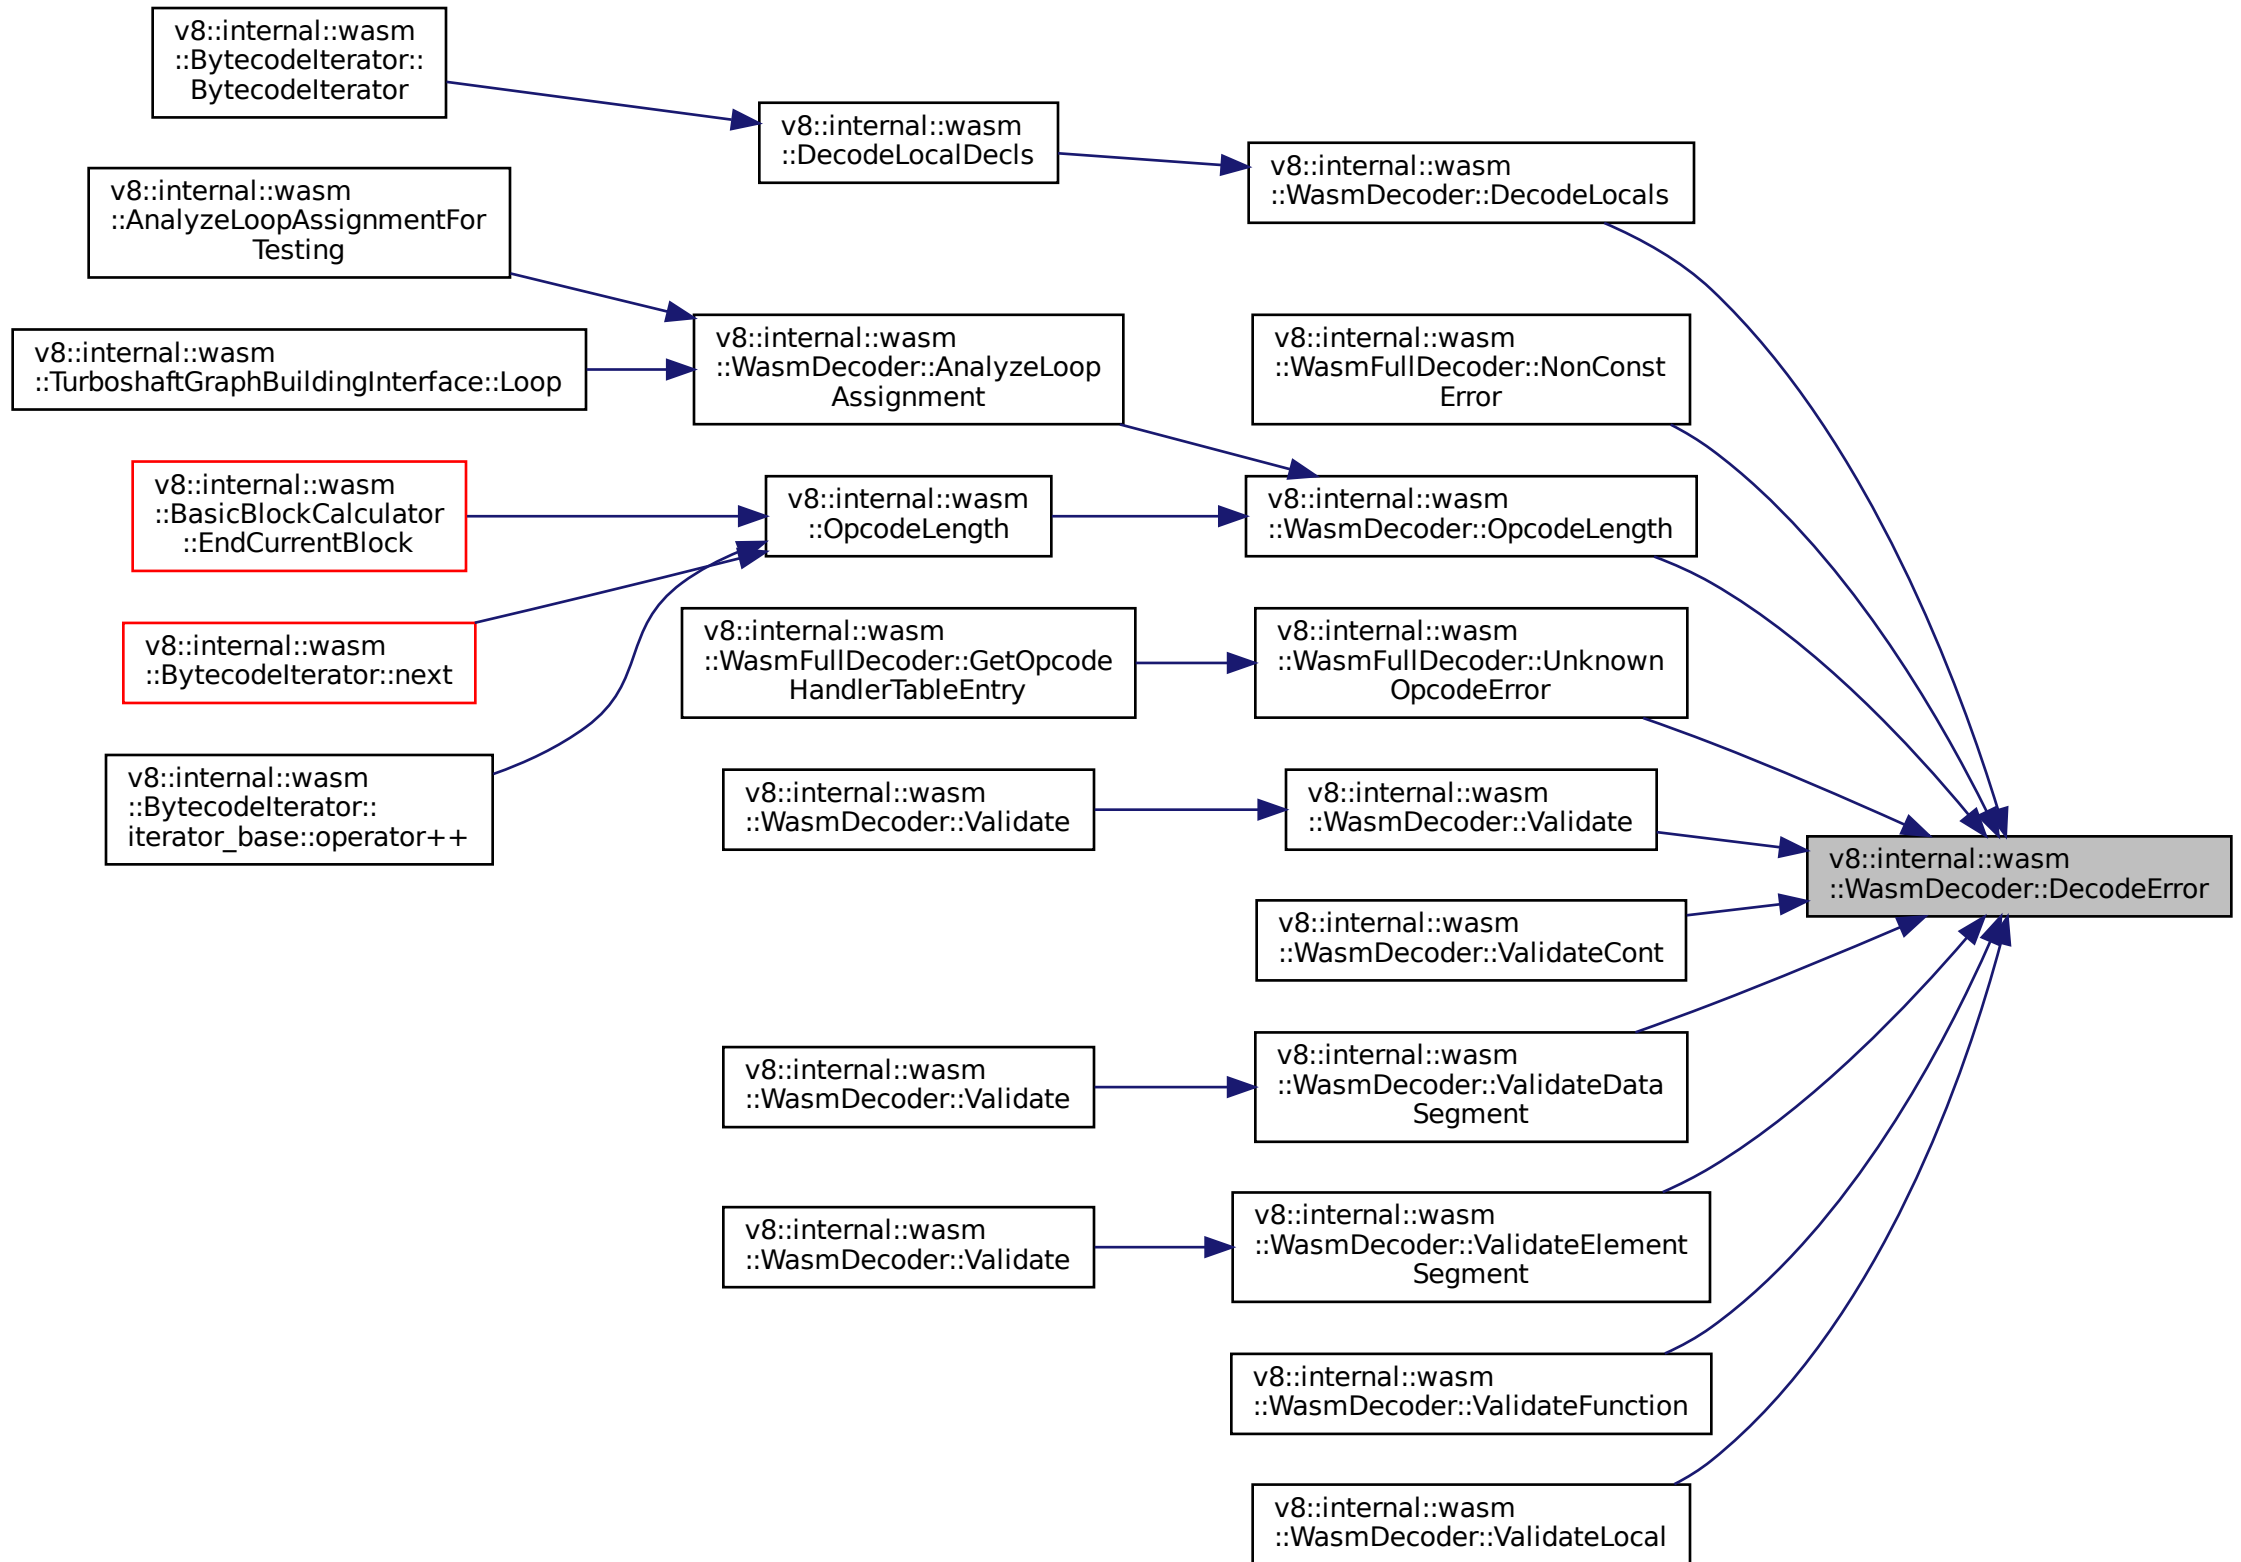 v8::internal::wasm
::BytecodeIterator::
BytecodeIterator
v8::internal::wasm
::DecodeLocalDecls
v8::internal::wasm
::WasmDecoder::DecodeLocals
v8::internal::wasm
::AnalyzeLoopAssignmentFor
Testing
v8::internal::wasm
::TurboshaftGraphBuildingInterface::Loop
v8::internal::wasm
::WasmDecoder::AnalyzeLoop
Assignment
v8::internal::wasm
::WasmFullDecoder::NonConst
Error
v8::internal::wasm
::BasicBlockCalculator
::EndCurrentBlock
v8::internal::wasm
::OpcodeLength
v8::internal::wasm
::WasmDecoder::OpcodeLength
v8::internal::wasm
::BytecodeIterator::next
v8::internal::wasm
::WasmFullDecoder::GetOpcode
HandlerTableEntry
v8::internal::wasm
::WasmFullDecoder::Unknown
OpcodeError
v8::internal::wasm
::BytecodeIterator::
iterator_base::operator++
v8::internal::wasm
::WasmDecoder::Validate
v8::internal::wasm
::WasmDecoder::Validate
v8::internal::wasm
::WasmDecoder::DecodeError
v8::internal::wasm
::WasmDecoder::ValidateCont
v8::internal::wasm
::WasmDecoder::Validate
v8::internal::wasm
::WasmDecoder::ValidateData
Segment
v8::internal::wasm
::WasmDecoder::Validate
v8::internal::wasm
::WasmDecoder::ValidateElement
Segment
v8::internal::wasm
::WasmDecoder::ValidateFunction
v8::internal::wasm
::WasmDecoder::ValidateLocal